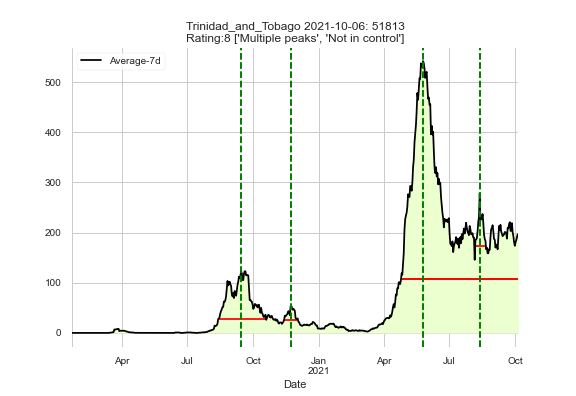 Trinidad_and_Tobago 2021-10-06: 51813
Rating:8 ['Multiple peaks', 'Not in control']
Average-7d
500
400
300
200
100
0
Apr Jul Oct Jan Apr Jul Oct
2021
Date